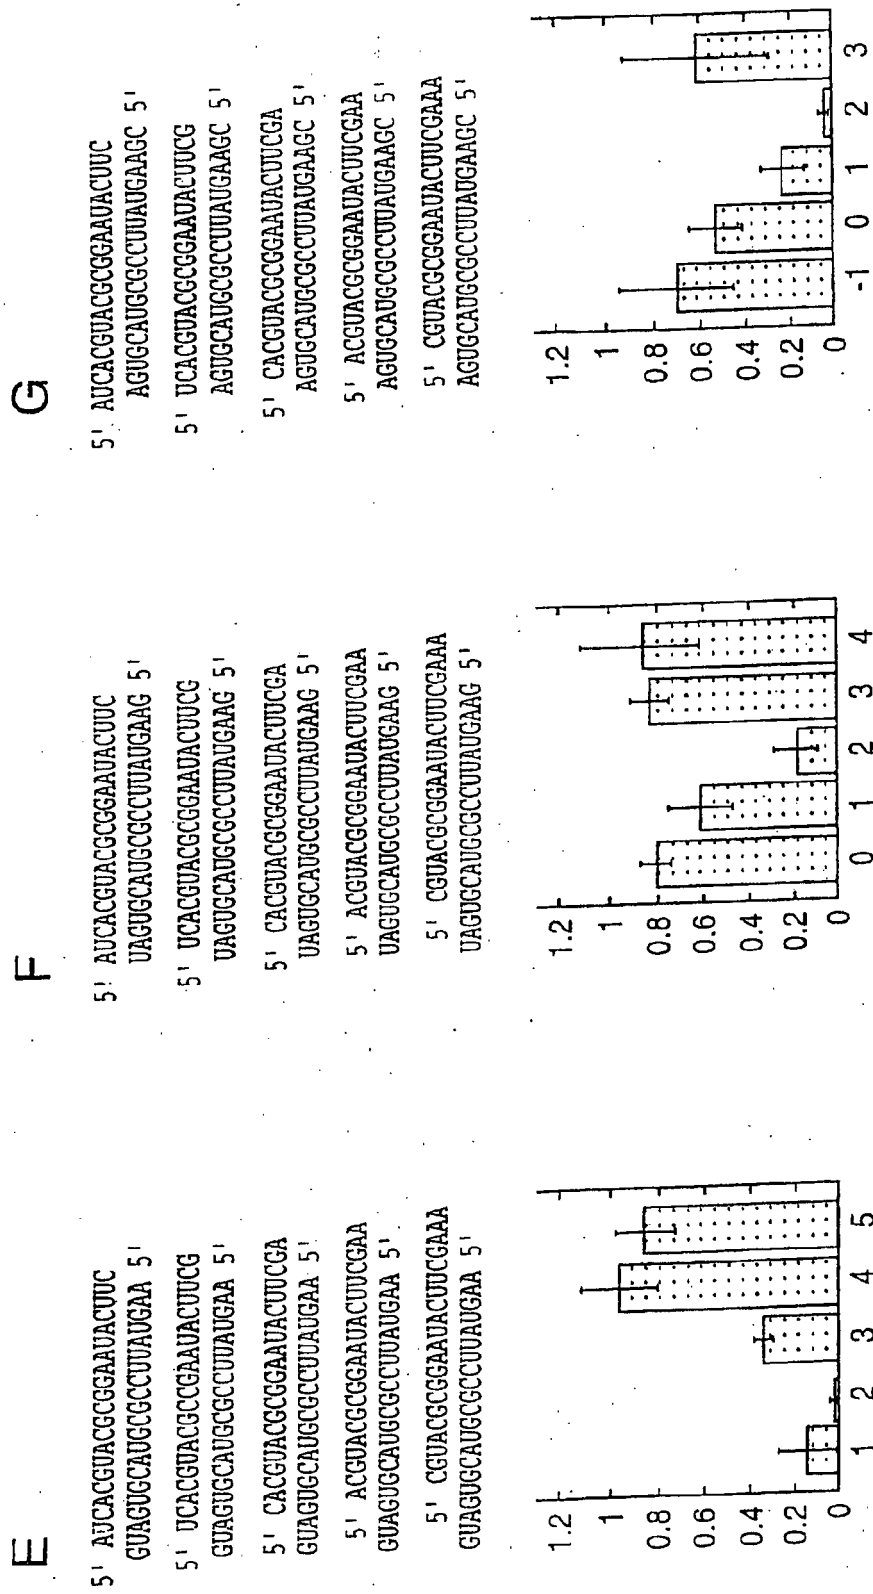 E
5' AUCACGUACGCGGAAUACUUC
GUAGUGCAUGCGCCUUAUGAA 5'
5' UCACGUACGCCGAAUACUUCG
GUAGUGCAUGCGCCUUAUGAA 5'
5' CACGUACGCGGAAUACUUCGA
GUAGUGCAUGCGCCUUAUGAA 5'
5' ACGUACGCGGAAUACUUCGAA
GUAGUGCAUGCGCCUUAUGAA 5'
5' CGUACGCGGAAUACUUCGAAA
GUAGUGCAUGCGCCUUAUGAA 5'
1.2
1
0.8
0.6
0.4
0.2
0
1 2 3 4 5
F
5' AUCACGUACGCGGAAUACUUC
UAGUGCAUGCGCCUUAUGAAG 5'
5' UCACGUACGCGGAAUACUUCG
UAGUGCAUGCGCCUUAUGAAG 5'
5' CACGUACGCGGAAUACUUCGA
UAGUGCAUGCGCCUUAUGAAG 5'
5' ACGUACGCGGAAUACUUCGAA
UAGUGCAUGCGCCUUAUGAAG 5'
5' CGUACGCGGAAUACUUCGAAA
UAGUGCAUGCGCCUUAUGAAG 5'
1.2
1
0.8
0.6
0.4
0.2
0
0 1 2 3 4
G
5' AUCACGUACGCGGAAUACUUC
AGUGCAUGCGCCUUAUGAAGC 5'
5' UCACGUACGCGGAAUACUUCG
AGUGCAUGCGCCUUAUGAAGC 5'
5' CACGUACGCGGAAUACUUCGA
AGUGCAUGCGCCUUAUGAAGC 5'
5' ACGUACGCGGAAUACUUCGAA
AGUGCAUGCGCCUUAUGAAGC 5'
5' CGUACGCGGAAUACUUCGAAA
AGUGCAUGCGCCUUAUGAAGC 5'
1.2
1
0.8
0.6
0.4
0.2
0
-1 0 1 2 3